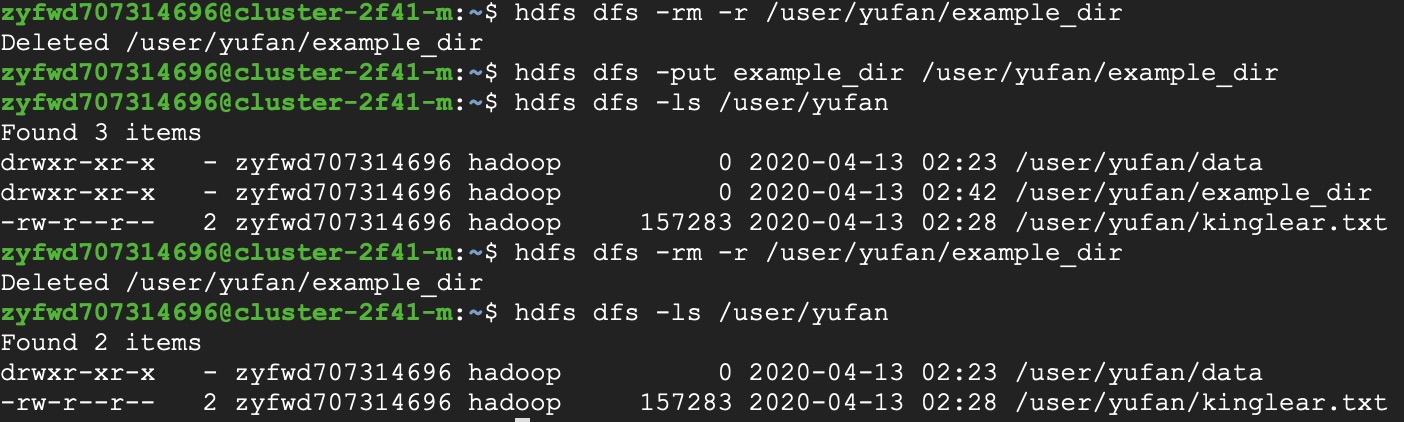 zyfwd707314696@cluster-2f41-m:~$ hdfs dfs -rm -r /user/yufan/example_dir
Deleted /user/yufan/example_dir
zyfwd707314696@cluster-2f41-m:~$ hdfs dfs -put example_dir /user/yufan/example_dir
zyfwd707314696@cluster-2f41-m:~$ hdfs dfs -ls /user/yufan
Found 3 items
drwxr-xr-x   - zyfwd707314696 hadoop          0 2020-04-13 02:23 /user/yufan/data
drwxr-xr-x   - zyfwd707314696 hadoop          0 2020-04-13 02:42 /user/yufan/example_dir
-rw-r--r--   2 zyfwd707314696 hadoop     157283 2020-04-13 02:28 /user/yufan/kinglear.txt
zyfwd707314696@cluster-2f41-m:~$ hdfs dfs -rm -r /user/yufan/example_dir
Deleted /user/yufan/example_dir
zyfwd707314696@cluster-2f41-m:~$ hdfs dfs -ls /user/yufan
Found 2 items
drwxr-xr-x   - zyfwd707314696 hadoop          0 2020-04-13 02:23 /user/yufan/data
-rw-r--r--   2 zyfwd707314696 hadoop     157283 2020-04-13 02:28 /user/yufan/kinglear.txt